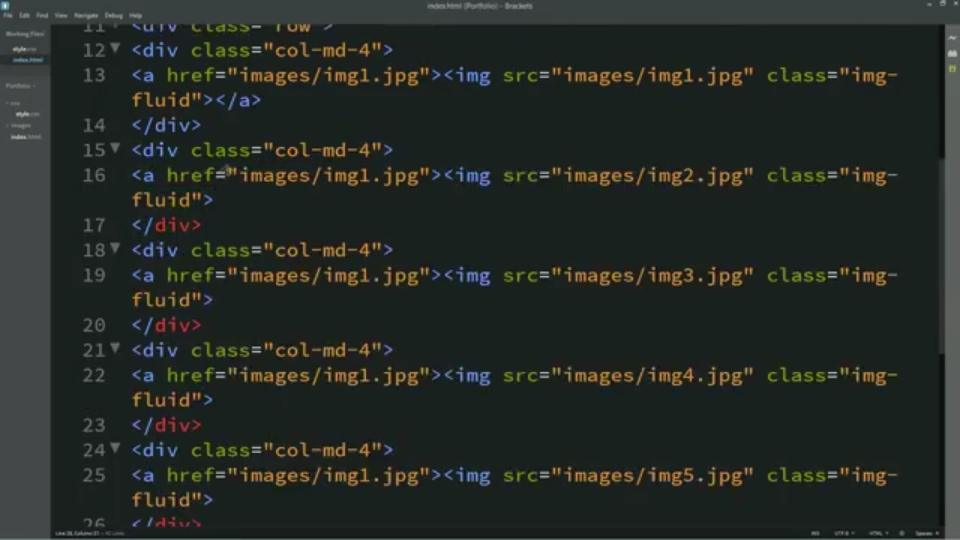 index.html (Portfolio) - Brackets
File Edit Find View Navigate Debug Help
Working Files
style.css
index.html
Portfolio
css
style.css
images
index.html
11 <div class="row">
12 <div class="col-md-4">
13 <a href="images/img1.jpg"><img src="images/img1.jpg" class="img-
fluid"></a>
14 </div>
15 <div class="col-md-4">
16 <a href="images/img1.jpg"><img src="images/img2.jpg" class="img-
fluid">
17 </div>
18 <div class="col-md-4">
19 <a href="images/img1.jpg"><img src="images/img3.jpg" class="img-
fluid">
20 </div>
21 <div class="col-md-4">
22 <a href="images/img1.jpg"><img src="images/img4.jpg" class="img-
fluid">
23 </div>
24 <div class="col-md-4">
25 <a href="images/img1.jpg"><img src="images/img5.jpg" class="img-
fluid">
26 </div>
INS UTF-8 HTML Spaces